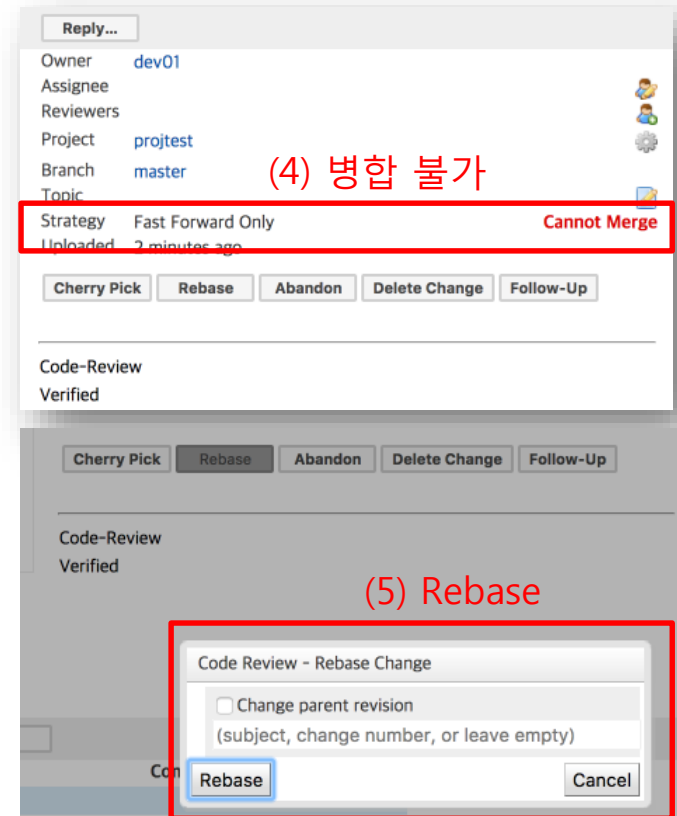 Reply...
Owner dev01
Assignee
Reviewers
Project projtest
(4) 병합 불가
Branch master
Topic
Strategy Fast Forward Only Cannot Merge
Uploaded 2 minutes ago
Cherry Pick Rebase Abandon Delete Change Follow-Up
Code-Review
Verified
Cherry Pick Rebase Abandon Delete Change Follow-Up
Code-Review
Verified
(5) Rebase
Code Review - Rebase Change
Change parent revision
(subject, change number, or leave empty)
Rebase Cancel